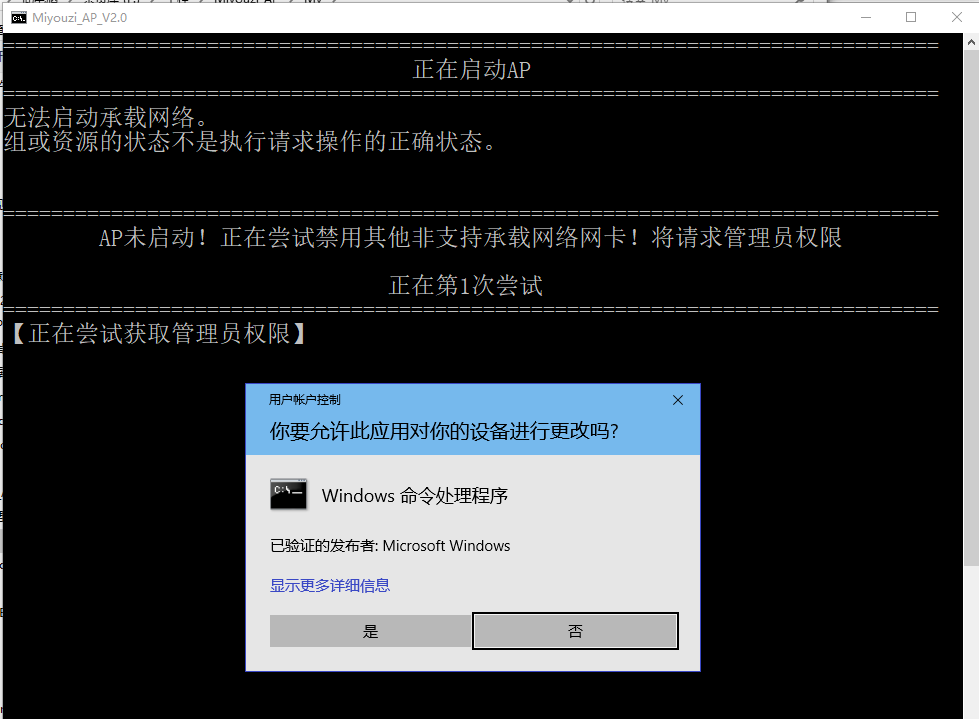 Miyouzi_AP_V2.0
==============================================================================
正在启动AP
==============================================================================
无法启动承载网络。
组或资源的状态不是执行请求操作的正确状态。
==============================================================================
AP未启动！正在尝试禁用其他非支持承载网络网卡！将请求管理员权限
正在第1次尝试
==============================================================================
【正在尝试获取管理员权限】
用户帐户控制
你要允许此应用对你的设备进行更改吗?
C:\_
Windows 命令处理程序
已验证的发布者: Microsoft Windows
显示更多详细信息
是
否